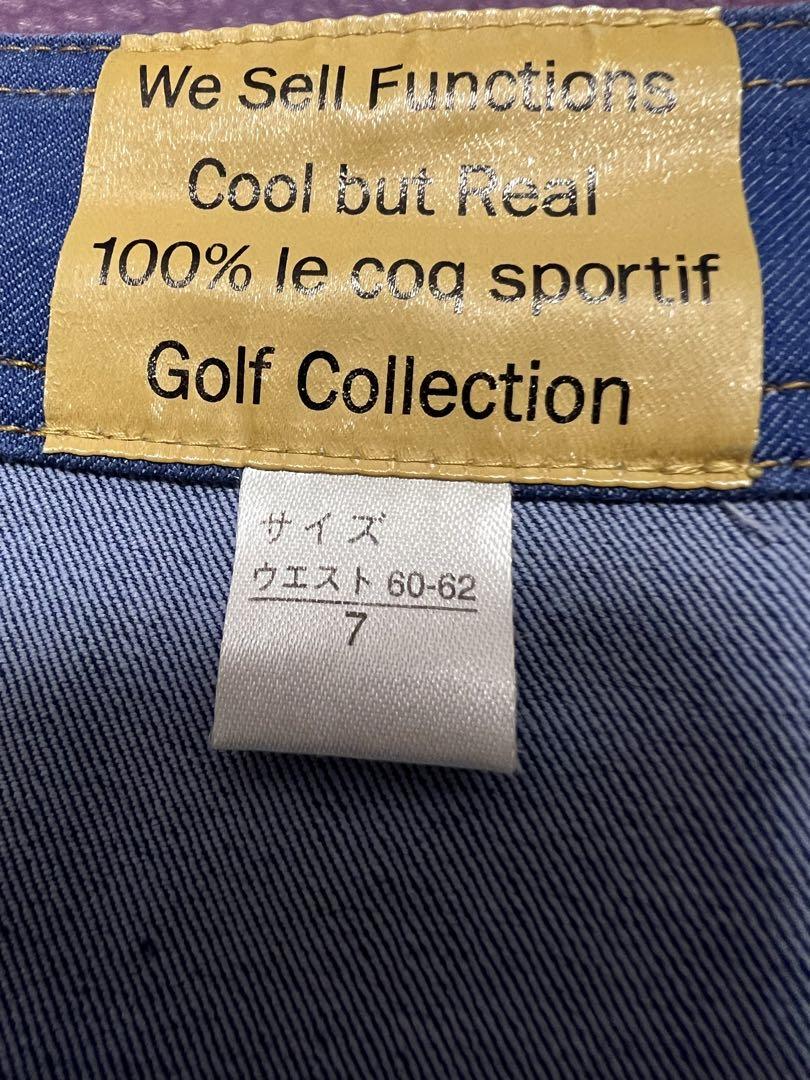 We Sell Functions
Cool but Real
100% le coq sportif
Golf Collection
サイズ
ウエスト 60-62
7